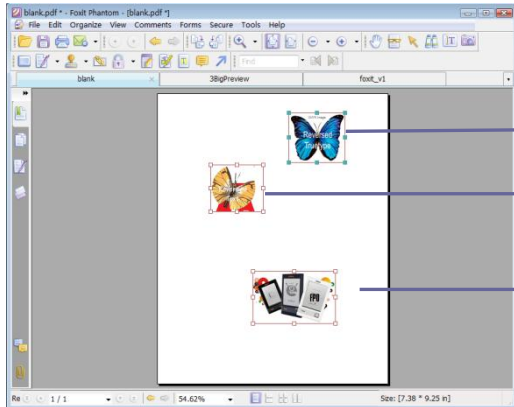 blank.pdf * - Foxit Phantom - [blank.pdf *]
File Edit Organize View Comments Forms Secure Tools Help
Find
blank
3BigPreview
foxit_v1
Reversed
Truetype
1 / 1
54.62%
Size: [7.38 * 9.25 in]